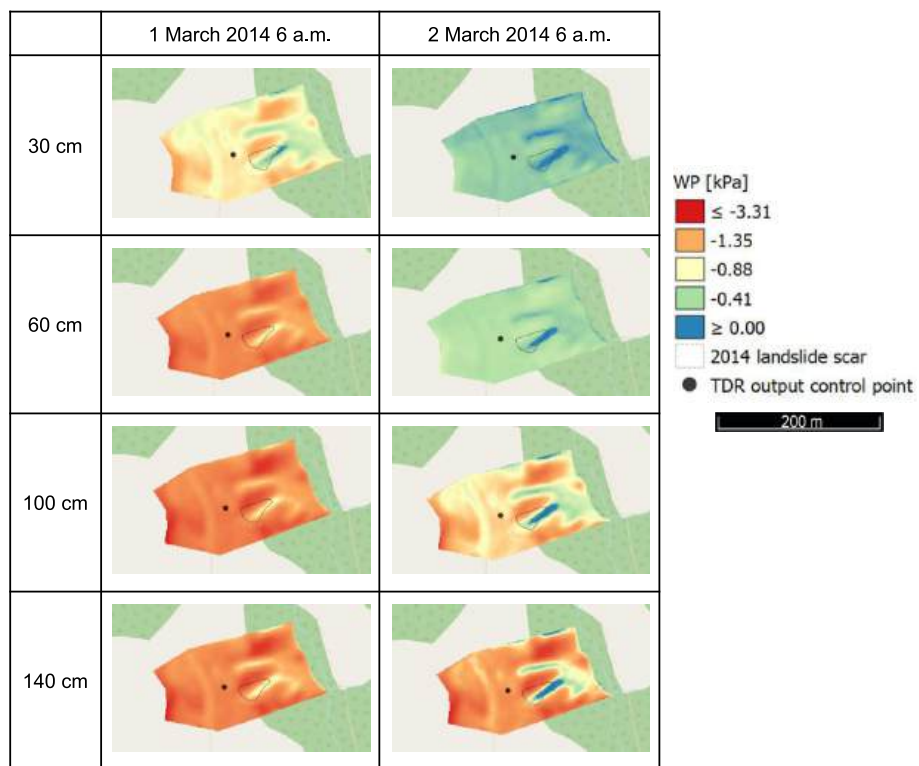 1 March 2014 6 a.m.
2 March 2014 6 a.m.
30 cm
60 cm
100 cm
140 cm
WP [kPa]
≤ -3.31
-1.35
-0.88
-0.41
≥ 0.00
2014 landslide scar
TDR output control point
200 m